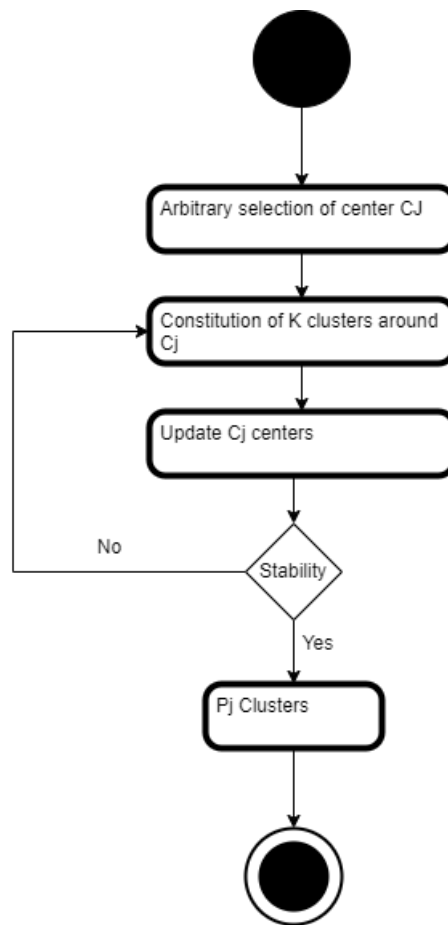 Arbitrary selection of center CJ
Constitution of K clusters around
Cj
Update Cj centers
Stability
No
Yes
Pj Clusters